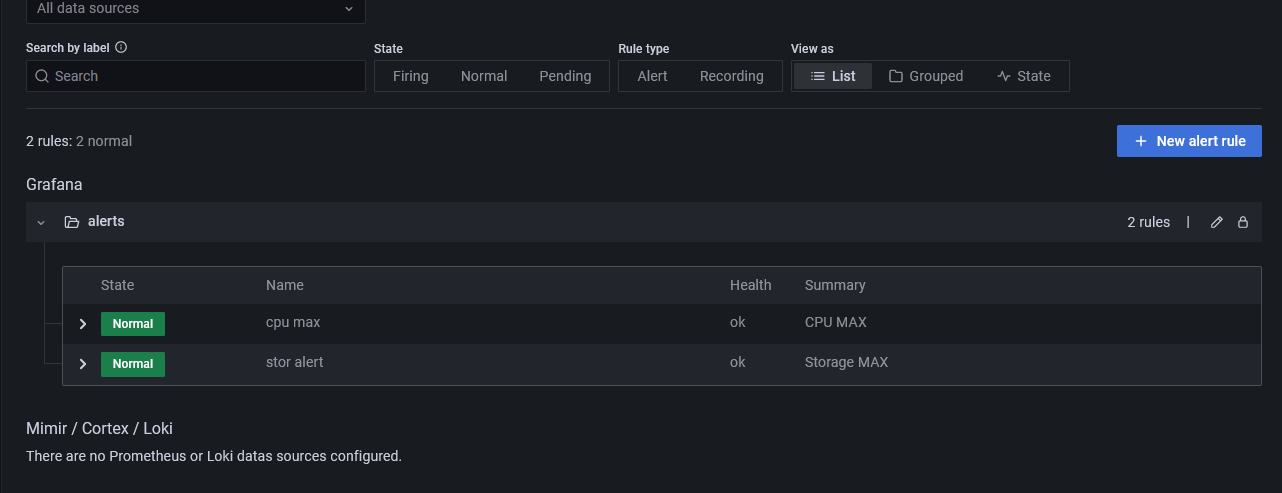 All data sources
Search by label
State
Rule type
View as
Search
Firing Normal Pending
Alert Recording
List Grouped State
2 rules: 2 normal
+ New alert rule
Grafana
alerts
2 rules |
State Name Health Summary
Normal cpu max ok CPU MAX
Normal stor alert ok Storage MAX
Mimir / Cortex / Loki
There are no Prometheus or Loki datas sources configured.